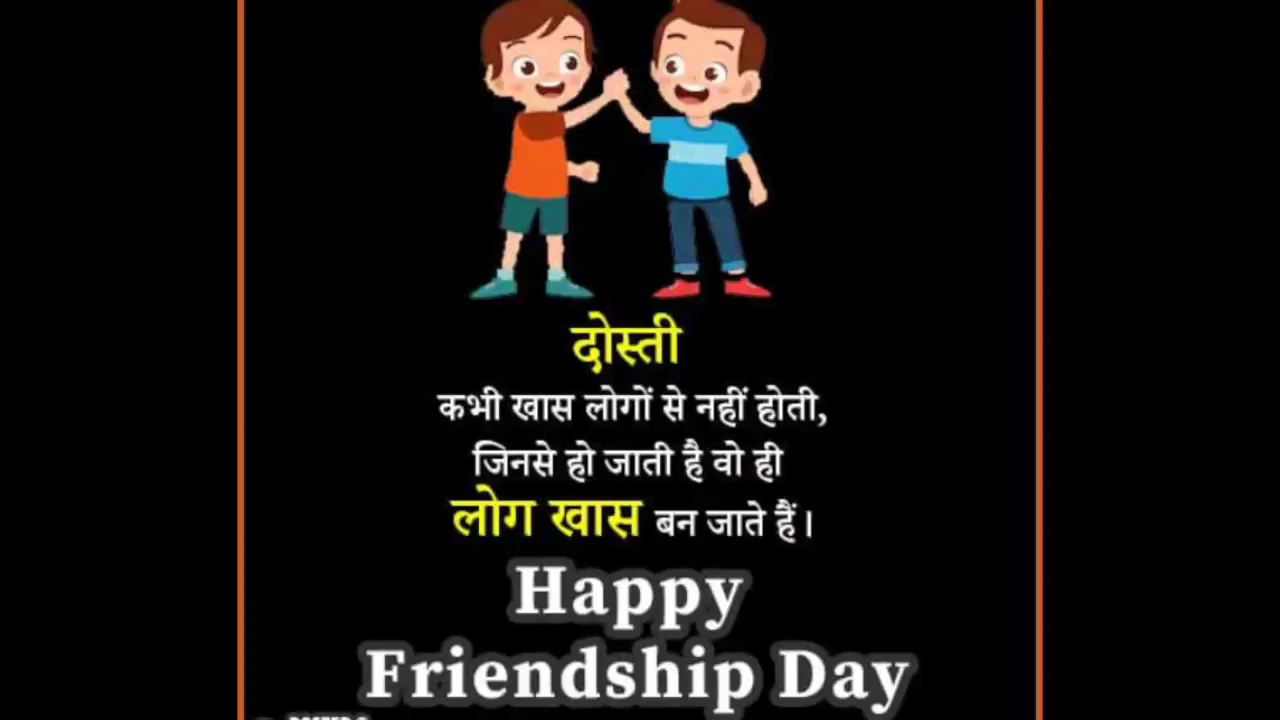 दोस्ती
कभी खास लोगों से नहीं होती,
जिनसे हो जाती है वो ही
लोग खास बन जाते हैं।
Happy
Friendship Day